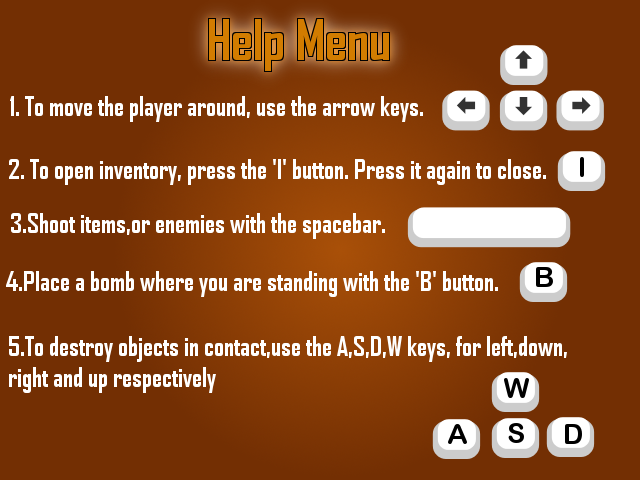 Help Menu
1. To move the player around, use the arrow keys.
2. To open inventory, press the 'I' button. Press it again to close.
I
3.Shoot items,or enemies with the spacebar.
4.Place a bomb where you are standing with the 'B' button.
B
5.To destroy objects in contact,use the A,S,D,W keys, for left,down,
right and up respectively
W
A S D